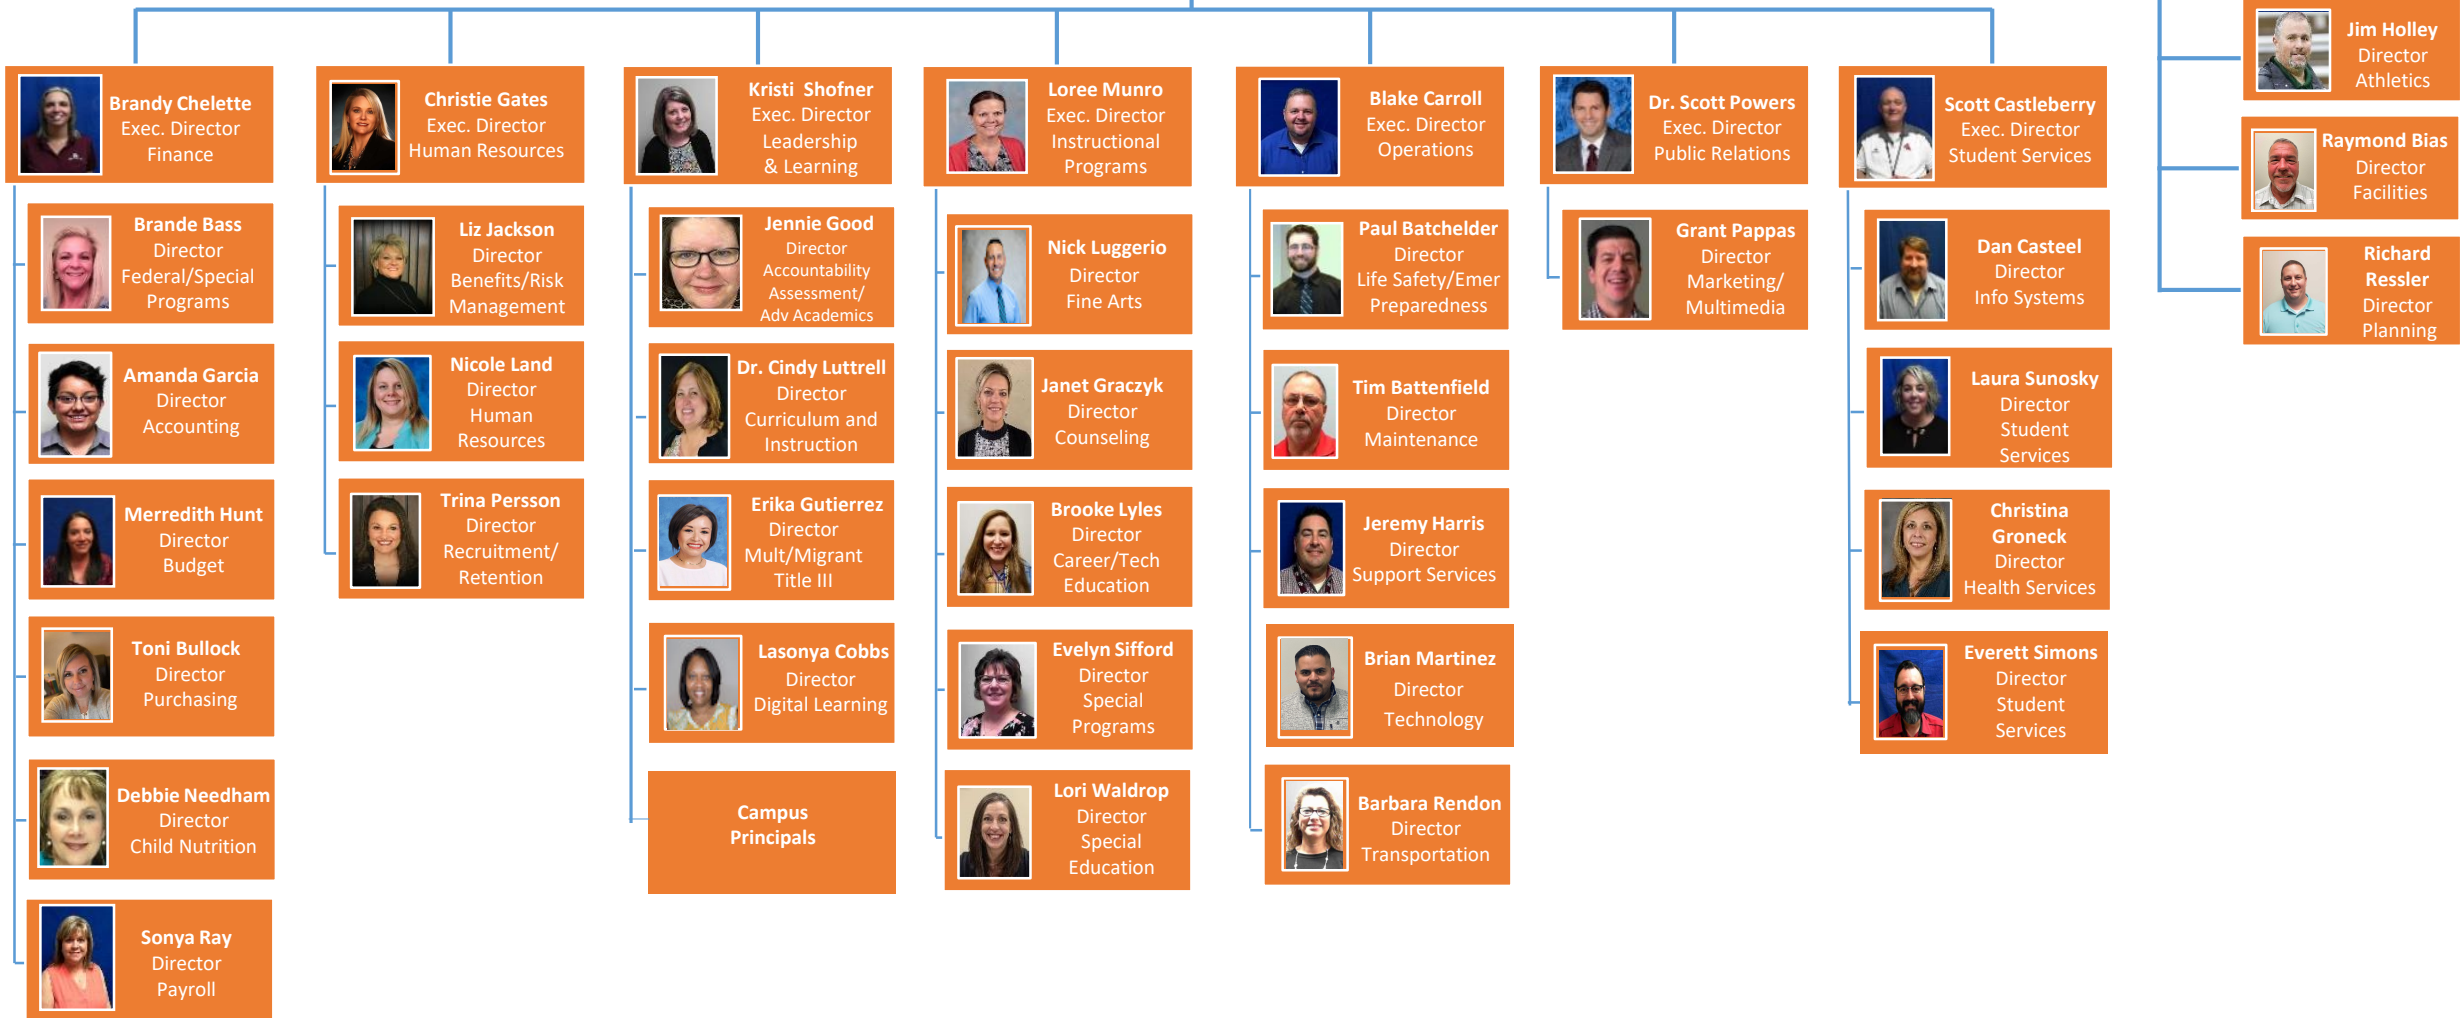 Brandy Chelette
Exec. Director
Finance
Brande Bass
Director
Federal/Special
Programs
Amanda Garcia
Director
Accounting
Merredith Hunt
Director
Budget
Toni Bullock
Director
Purchasing
Debbie Needham
Director
Child Nutrition
Sonya Ray
Director
Payroll
Christie Gates
Exec. Director
Human Resources
Liz Jackson
Director
Benefits/Risk
Management
Nicole Land
Director
Human
Resources
Trina Persson
Director
Recruitment/
Retention
Kristi Shofner
Exec. Director
Leadership
& Learning
Jennie Good
Director
Accountability
Assessment/
Adv Academics
Dr. Cindy Luttrell
Director
Curriculum and
Instruction
Erika Gutierrez
Director
Mult/Migrant
Title III
Lasonya Cobbs
Director
Digital Learning
Campus
Principals
Loree Munro
Exec. Director
Instructional
Programs
Nick Luggerio
Director
Fine Arts
Janet Graczyk
Director
Counseling
Brooke Lyles
Director
Career/Tech
Education
Evelyn Sifford
Director
Special
Programs
Lori Waldrop
Director
Special
Education
Blake Carroll
Exec. Director
Operations
Paul Batchelder
Director
Life Safety/Emer
Preparedness
Tim Battenfield
Director
Maintenance
Jeremy Harris
Director
Support Services
Brian Martinez
Director
Technology
Barbara Rendon
Director
Transportation
Dr. Scott Powers
Exec. Director
Public Relations
Grant Pappas
Director
Marketing/
Multimedia
Scott Castleberry
Exec. Director
Student Services
Dan Casteel
Director
Info Systems
Laura Sunosky
Director
Student
Services
Christina
Groneck
Director
Health Services
Everett Simons
Director
Student
Services
Jim Holley
Director
Athletics
Raymond Bias
Director
Facilities
Richard
Ressler
Director
Planning